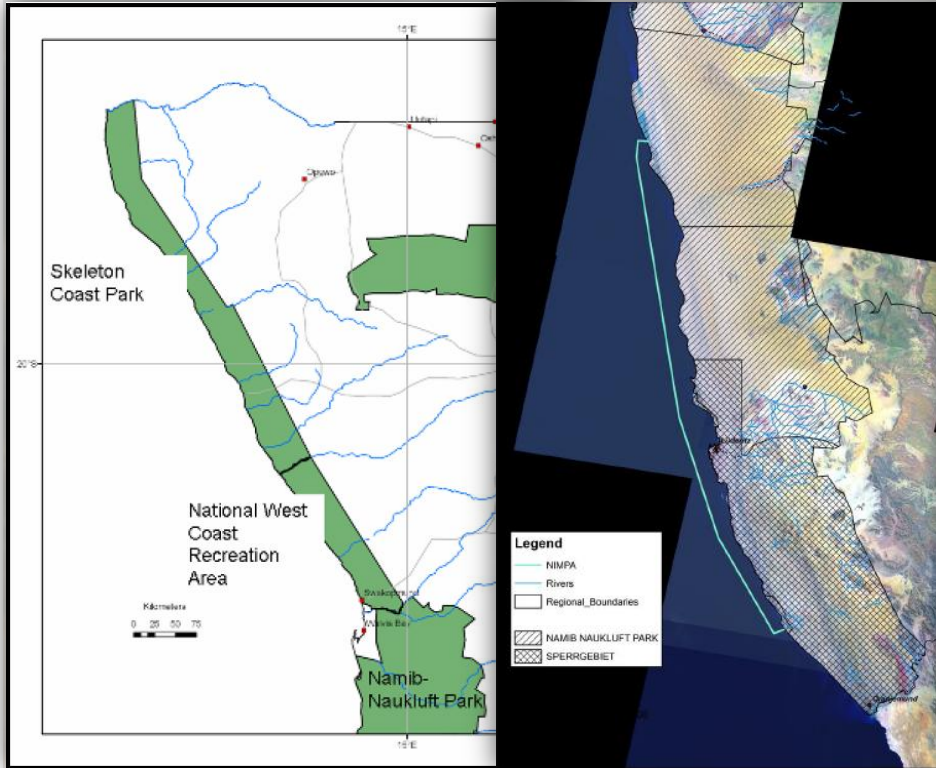 15°E
Opuwo
Skeleton
Coast Park
20°S
National West
Coast
Recreation
Area
Kilometers
0 25 50 75
Swakopmund
Walvis Bay
Namib-
Naukluft Park
15°E
Legend
NIMPA
Rivers
Regional_Boundaries
NAMIB NAUKLUFT PARK
SPERRGEBIET
Oranjemund